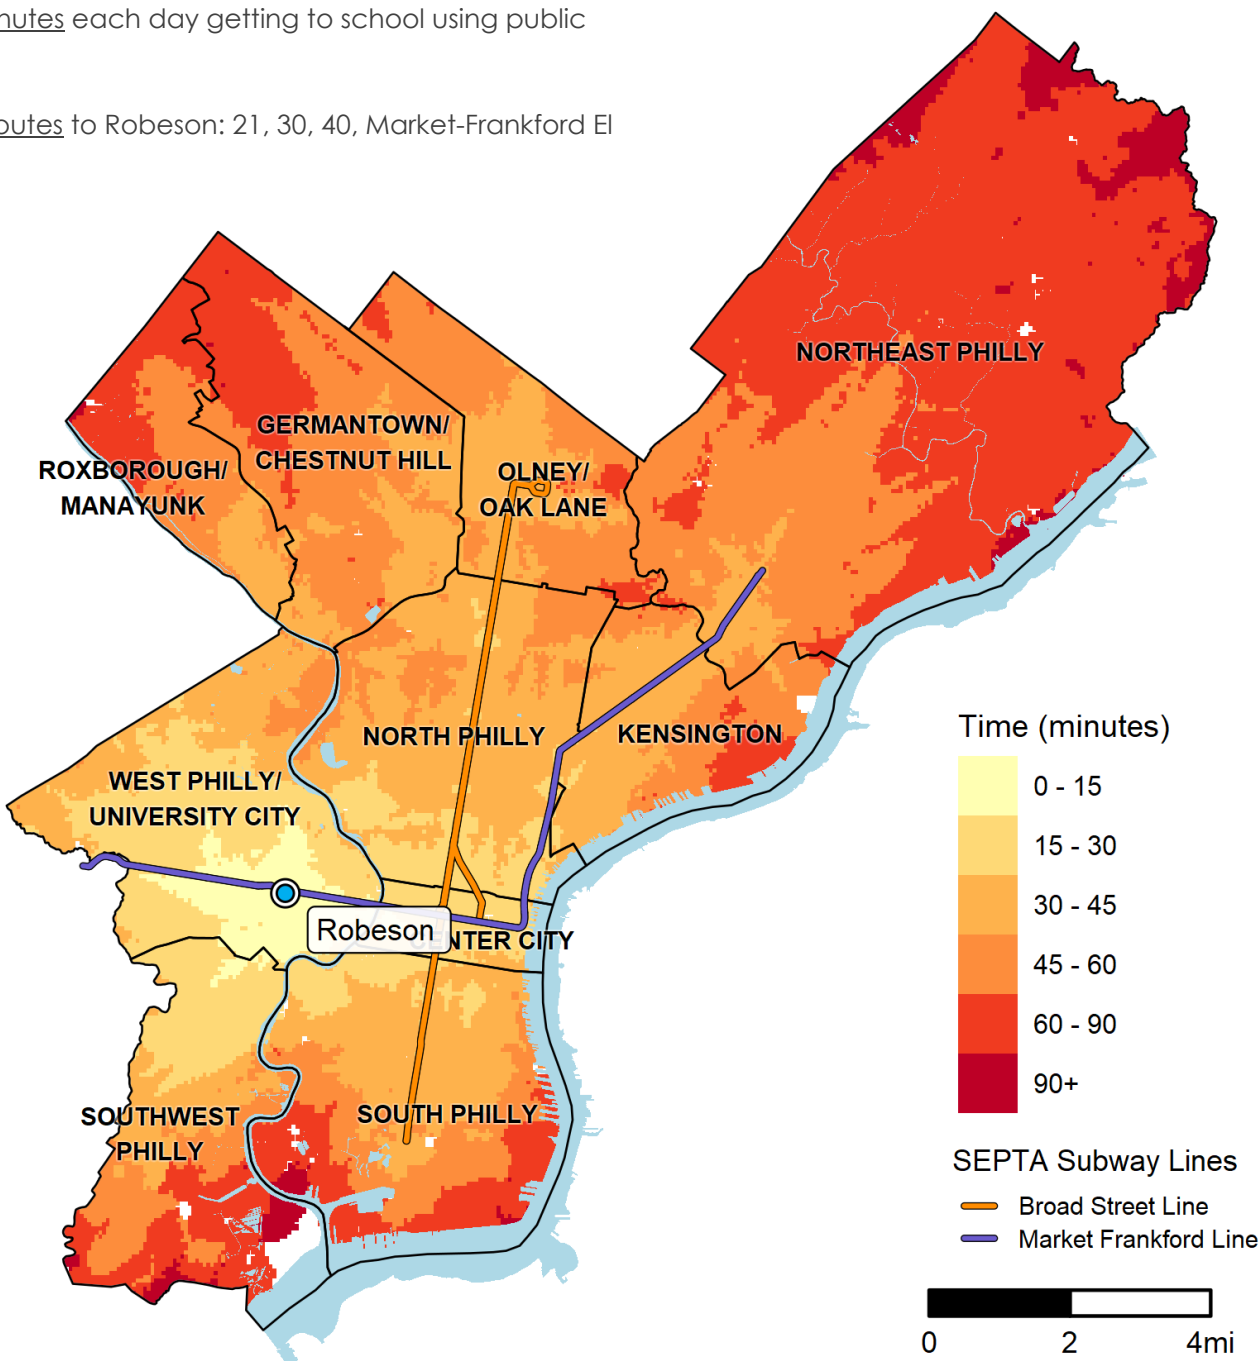 each day getting to school using public
to Robeson: 21, 30, 40, Market-Frankford El
NORTHEAST PHILLY
GERMANTOWN/
CHESTNUT HILL
ROXBOROUGH/
MANAYUNK
OLNEY/
OAK LANE
NORTH PHILLY
KENSINGTON
WEST PHILLY/
UNIVERSITY CITY
Robeson
CENTER CITY
SOUTHWEST
PHILLY
SOUTH PHILLY
Time (minutes)
0 - 15
15 - 30
30 - 45
45 - 60
60 - 90
90+
SEPTA Subway Lines
Broad Street Line
Market Frankford Line
0 2 4mi